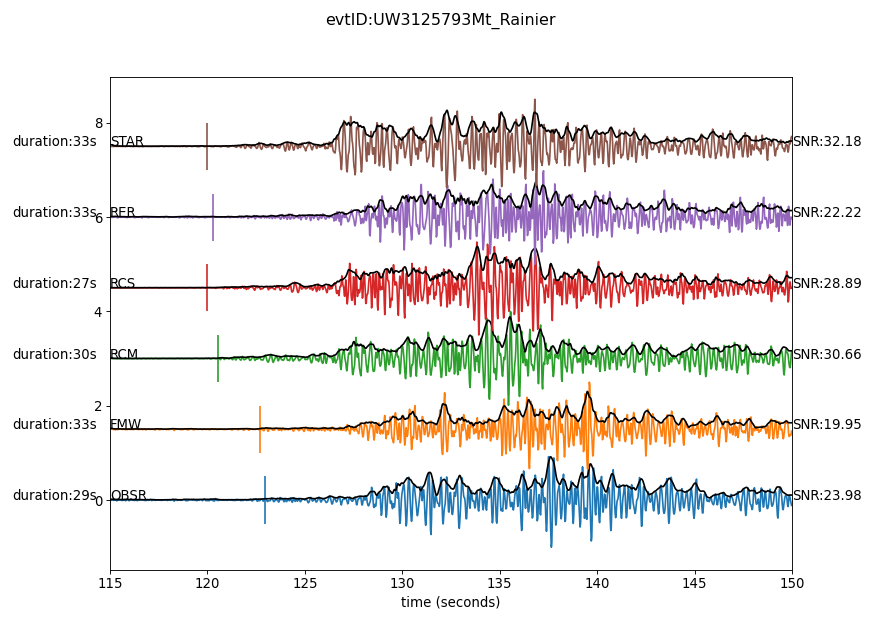 evtID:UW3125793Mt_Rainier
8
duration:33s STAR SNR:32.18
duration:33s RER SNR:22.22
6
duration:27s RCS SNR:28.89
4
duration:30s RCM SNR:30.66
2
duration:33s FMW SNR:19.95
duration:29s OBSR SNR:23.98
0
115 120 125 130 135 140 145 150
time (seconds)